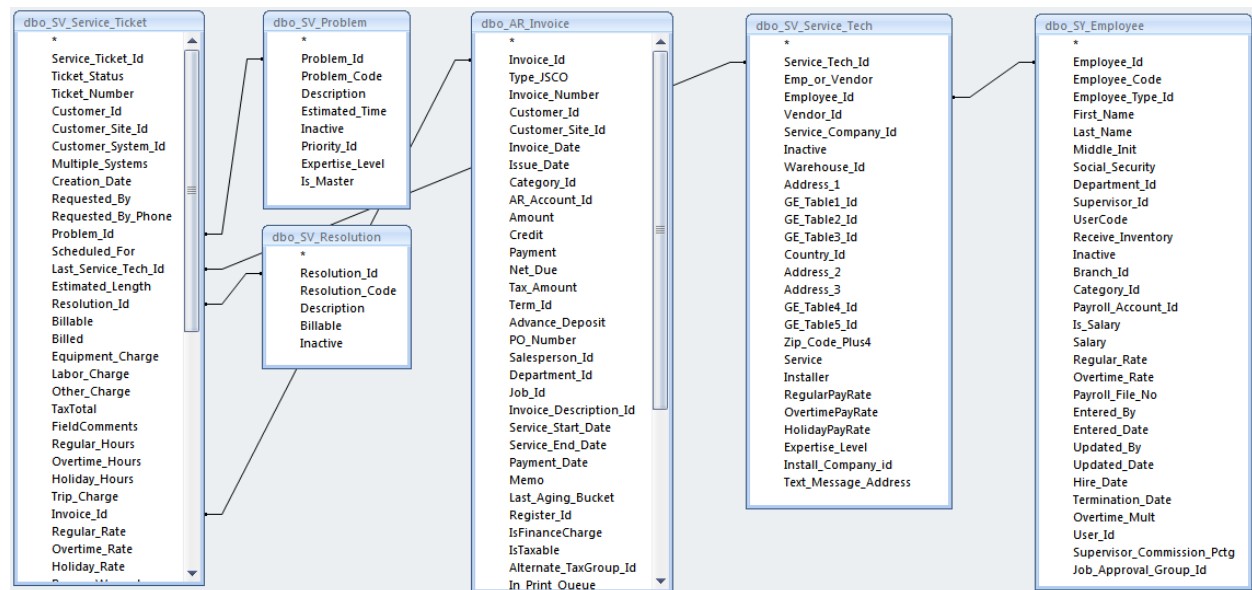 dbo_SV_Service_Ticket
*
Service_Ticket_Id
Ticket_Status
Ticket_Number
Customer_Id
Customer_Site_Id
Customer_System_Id
Multiple_Systems
Creation_Date
Requested_By
Requested_By_Phone
Problem_Id
Scheduled_For
Last_Service_Tech_Id
Estimated_Length
Resolution_Id
Billable
Billed
Equipment_Charge
Labor_Charge
Other_Charge
TaxTotal
FieldComments
Regular_Hours
Overtime_Hours
Holiday_Hours
Trip_Charge
Invoice_Id
Regular_Rate
Overtime_Rate
Holiday_Rate
dbo_SV_Problem
*
Problem_Id
Problem_Code
Description
Estimated_Time
Inactive
Priority_Id
Expertise_Level
Is_Master
dbo_SV_Resolution
*
Resolution_Id
Resolution_Code
Description
Billable
Inactive
dbo_AR_Invoice
*
Invoice_Id
Type_JSCO
Invoice_Number
Customer_Id
Customer_Site_Id
Invoice_Date
Issue_Date
Category_Id
AR_Account_Id
Amount
Credit
Payment
Net_Due
Tax_Amount
Term_Id
Advance_Deposit
PO_Number
Salesperson_Id
Department_Id
Job_Id
Invoice_Description_Id
Service_Start_Date
Service_End_Date
Payment_Date
Memo
Last_Aging_Bucket
Register_Id
IsFinanceCharge
IsTaxable
Alternate_TaxGroup_Id
In_Print_Queue
dbo_SV_Service_Tech
*
Service_Tech_Id
Emp_or_Vendor
Employee_Id
Vendor_Id
Service_Company_Id
Inactive
Warehouse_Id
Address_1
GE_Table1_Id
GE_Table2_Id
GE_Table3_Id
Country_Id
Address_2
Address_3
GE_Table4_Id
GE_Table5_Id
Zip_Code_Plus4
Service
Installer
RegularPayRate
OvertimePayRate
HolidayPayRate
Expertise_Level
Install_Company_id
Text_Message_Address
dbo_SY_Employee
*
Employee_Id
Employee_Code
Employee_Type_Id
First_Name
Last_Name
Middle_Init
Social_Security
Department_Id
Supervisor_Id
UserCode
Receive_Inventory
Inactive
Branch_Id
Category_Id
Payroll_Account_Id
Is_Salary
Salary
Regular_Rate
Overtime_Rate
Payroll_File_No
Entered_By
Entered_Date
Updated_By
Updated_Date
Hire_Date
Termination_Date
Overtime_Mult
User_Id
Supervisor_Commission_Pctg
Job_Approval_Group_Id